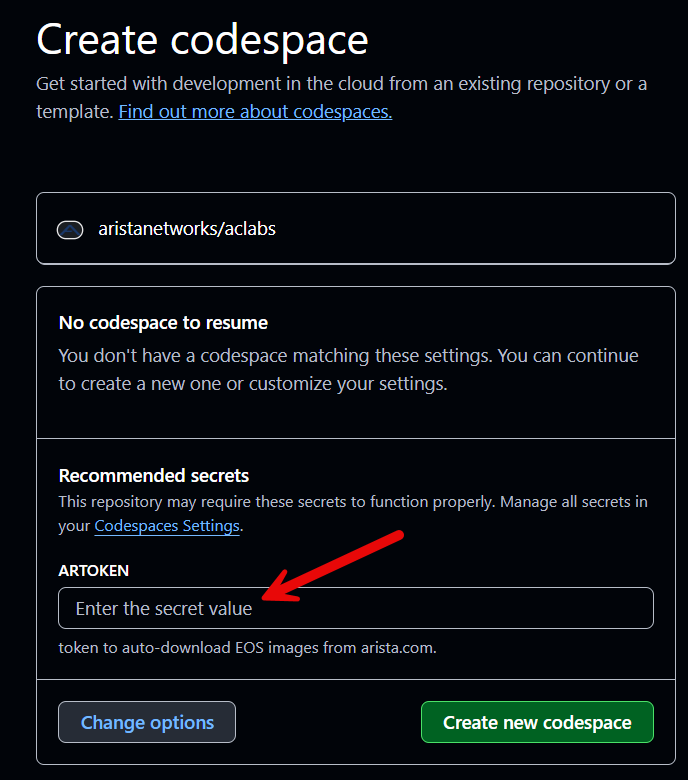 Create codespace
Get started with development in the cloud from an existing repository or a
template. Find out more about codespaces.
aristanetworks/aclabs
No codespace to resume
You don't have a codespace matching these settings. You can continue
to create a new one or customize your settings.
Recommended secrets
This repository may require these secrets to function properly. Manage all secrets in
your Codespaces Settings.
ARTOKEN
Enter the secret value
token to auto-download EOS images from arista.com.
Change options
Create new codespace